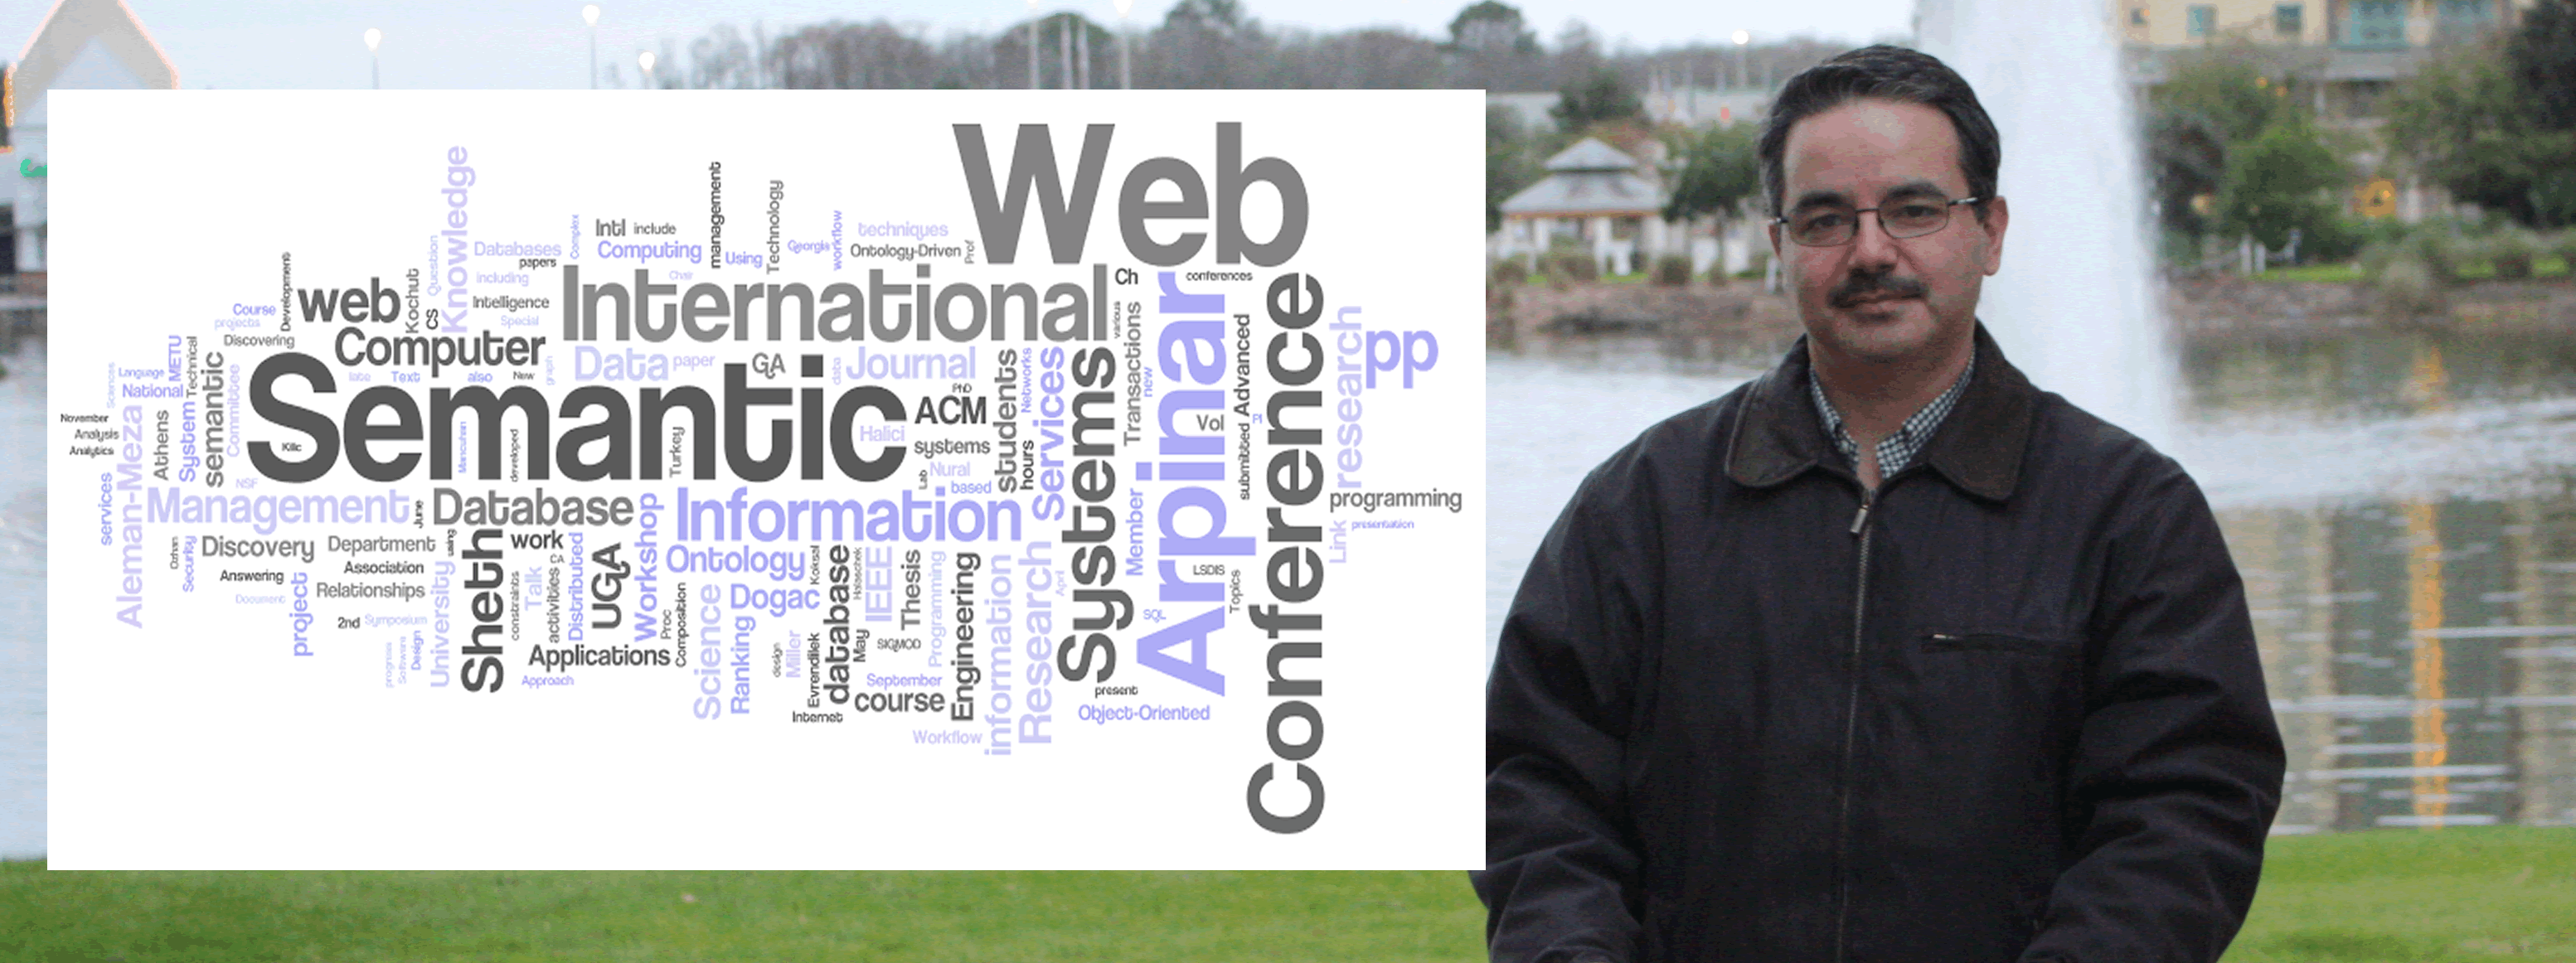 Web
Knowledge
management
Technology
Complex
Intl
include
workflow
techniques
Databases
Computing
Using
Georgia
Ontology-Driven
Prof
papers
Question
Development
including
Chair
International
Ch
conferences
web
Kochut
CS
Intelligence
Special
Course
projects
Discovering
Computer
Data
paper
GA
data
Journal
various
Transactions
Arpinar
Conference
research
pp
METU
Technical
semantic
Sciences
Language
National
late
Text
also
New
graph
Semantic
PhD
ACM
students
Networks
Services
Systems
new
Advanced
submitted
Vol
PI
November
Analysis
Analytics
Aleman-Meza
Athens
System
Committee
Kilic
Mancuhan
developed
Turkey
Halici
systems
hours
Lab
Nural
based
NSF
services
Management
June
Database
Information
Member
programming
presentation
Link
Ozhan
Security
Discovery
Department
using
Sheth
work
CA
Distributed
UGA
Workshop
Ontology
Koksal
database
Halaschek
IEEE
Thesis
Programming
Engineering
information
Research
April
LSDIS
Topics
Answering
Association
Document
project
Relationships
University
constraints
Talk
activities
Proc
Composition
Science
Dogac
Ranking
SQL
2nd
Symposium
prognosis
Software
Design
Applications
Approach
design
Miller
Evrendilek
May
SIGMOD
September
course
Internet
present
Object-Oriented
Workflow